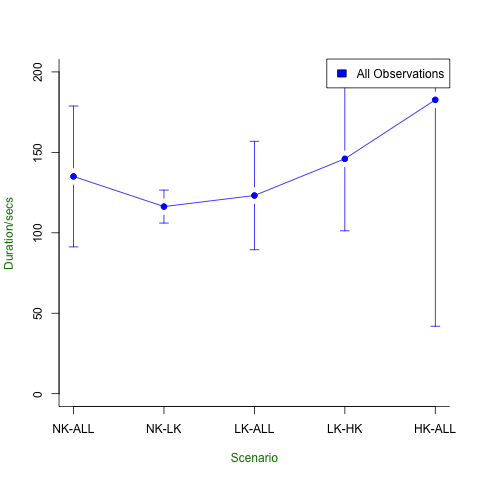 All Observations
200
150
100
50
0
Duration/secs
NK-ALL NK-LK LK-ALL LK-HK HK-ALL
Scenario